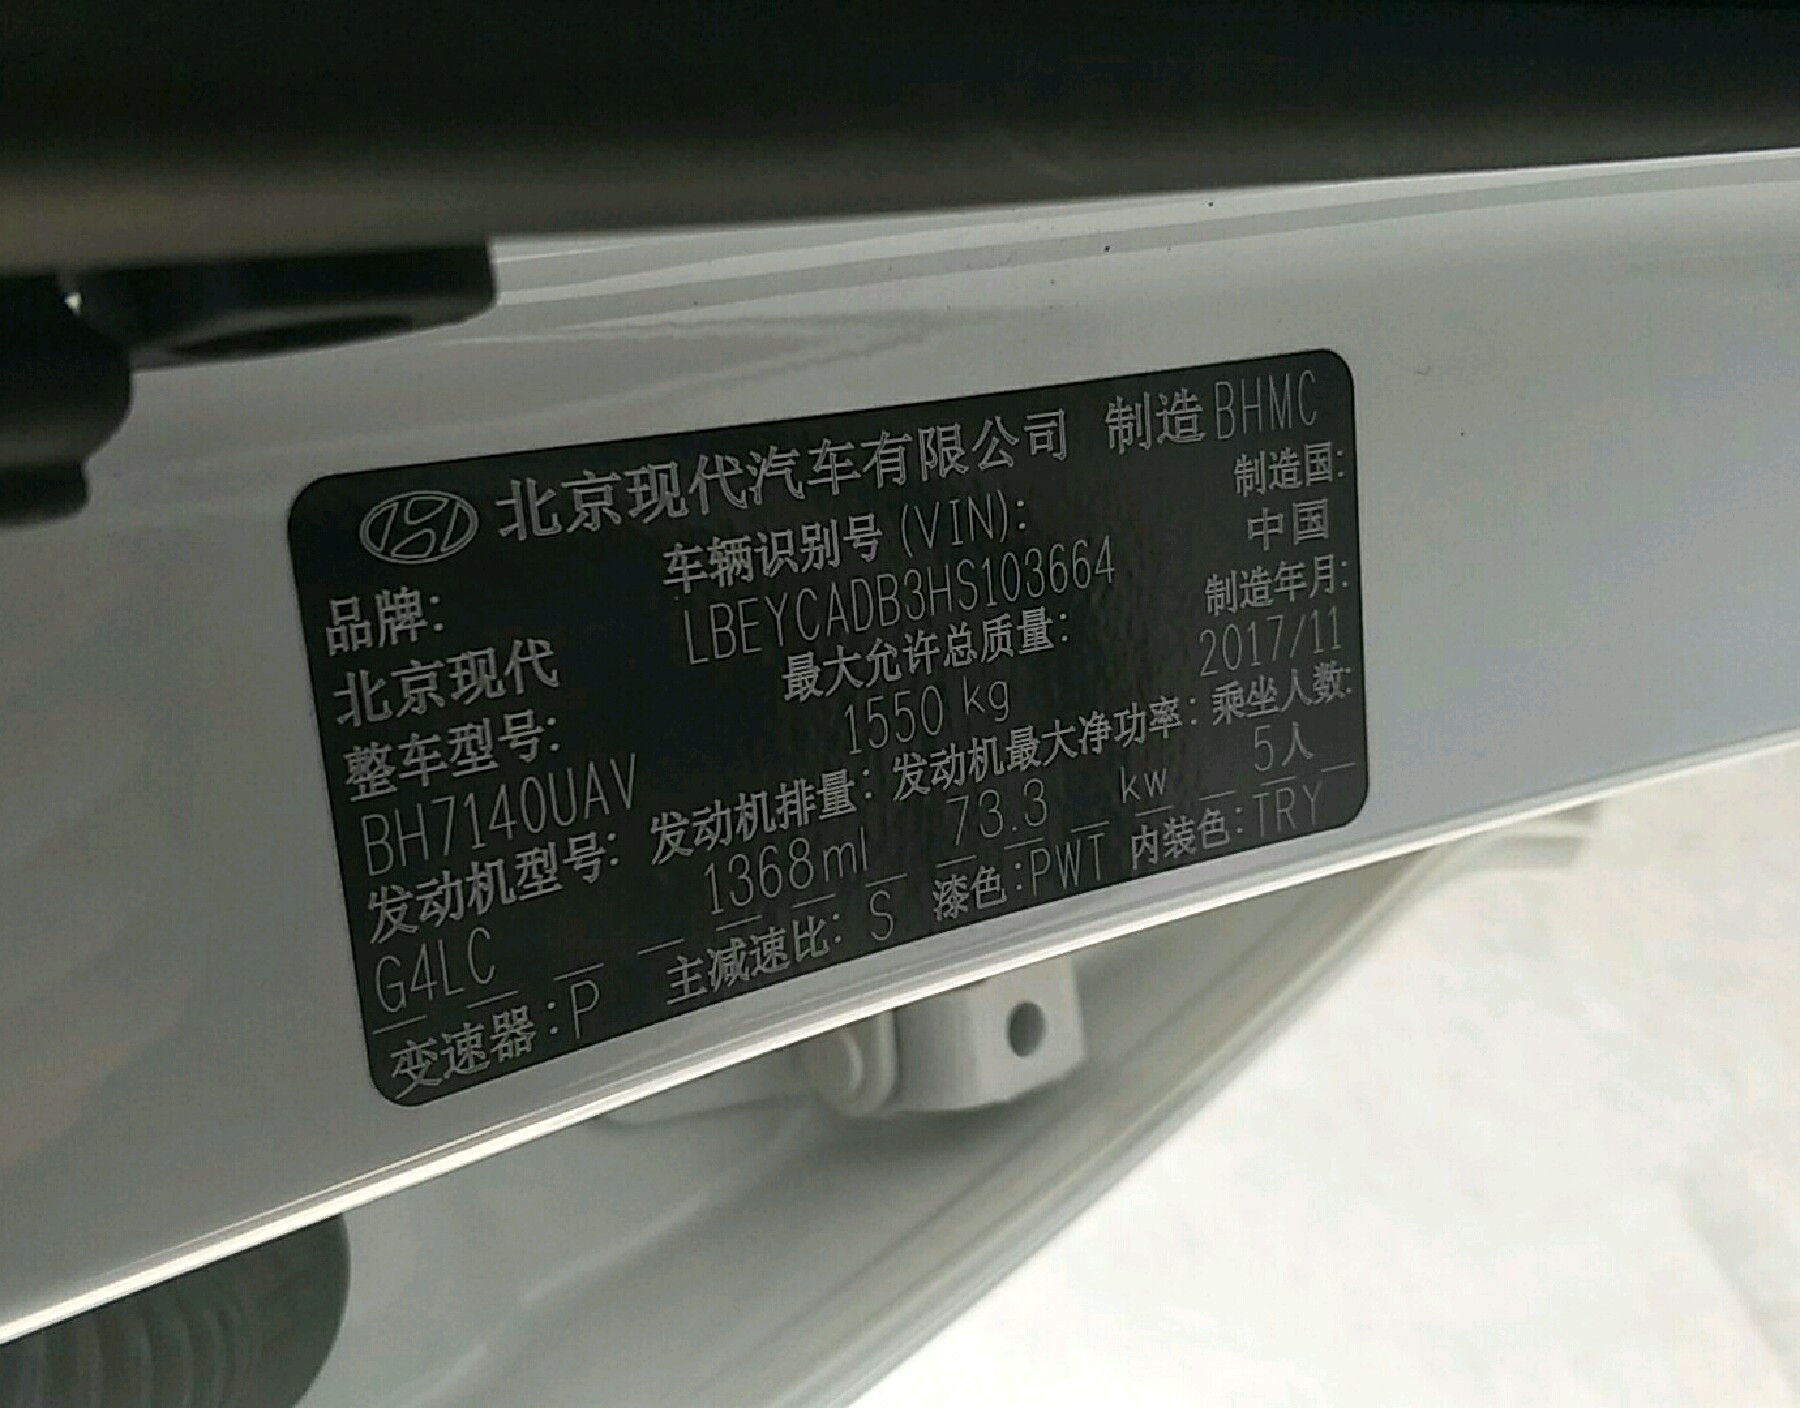 北京现代汽车有限公司 制造 BHMC
品牌: 车辆识别号 (VIN): 制造国:
北京现代 LBEYCADB3HS103664 中国
整车型号: 最大允许总质量: 制造年月:
BH7140UAV 1550 kg 2017/11
发动机型号: 发动机排量: 发动机最大净功率: 乘坐人数:
G4LC 1368ml 73.3 kw 5人
变速器:P 主减速比: S 漆色:PWT 内装色:TRY